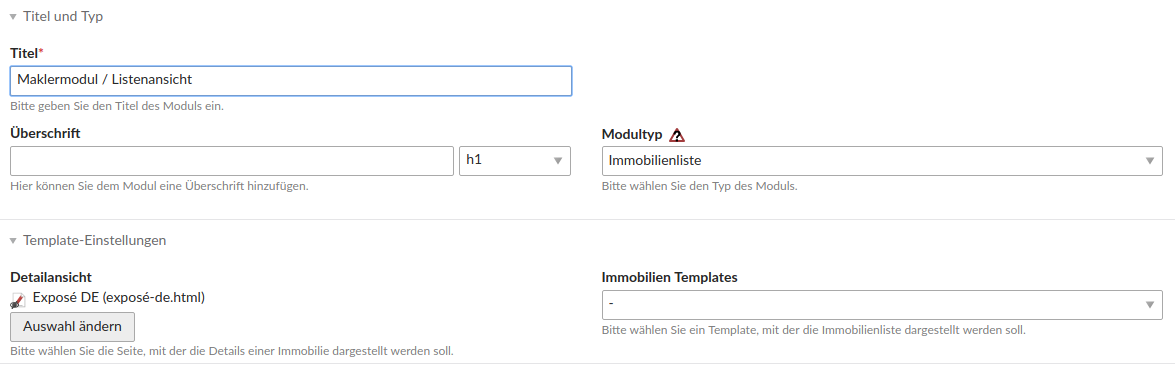 Titel und Typ
Titel*
Maklermodul / Listenansicht
Bitte geben Sie den Titel des Moduls ein.
Überschrift
Modultyp
h1
Immobilienliste
Hier können Sie dem Modul eine Überschrift hinzufügen.
Bitte wählen Sie den Typ des Moduls.
Template-Einstellungen
Detailansicht
Immobilien Templates
Exposé DE (exposé-de.html)
-
Auswahl ändern
Bitte wählen Sie ein Template, mit der die Immobilienliste dargestellt werden soll.
Bitte wählen Sie die Seite, mit der die Details einer Immobilie dargestellt werden soll.